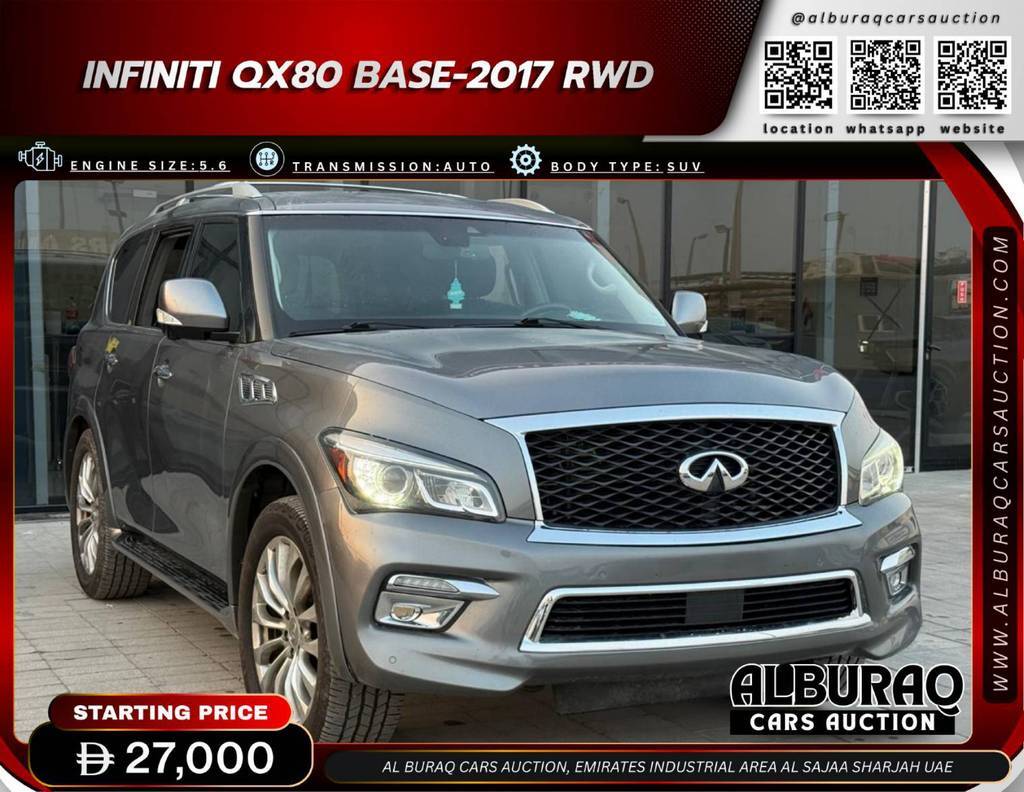 @alburaqcarsauction
INFINITI QX80 BASE-2017 RWD
location whatsapp website
ENGINE SIZE:5.6 TRANSMISSION:AUTO BODY TYPE: SUV
WWW.ALBURAQCARSAUCTION.COM
ALBURAQ
CARS AUCTION
STARTING PRICE
27,000
AL BURAQ CARS AUCTION, EMIRATES INDUSTRIAL AREA AL SAJAA SHARJAH UAE